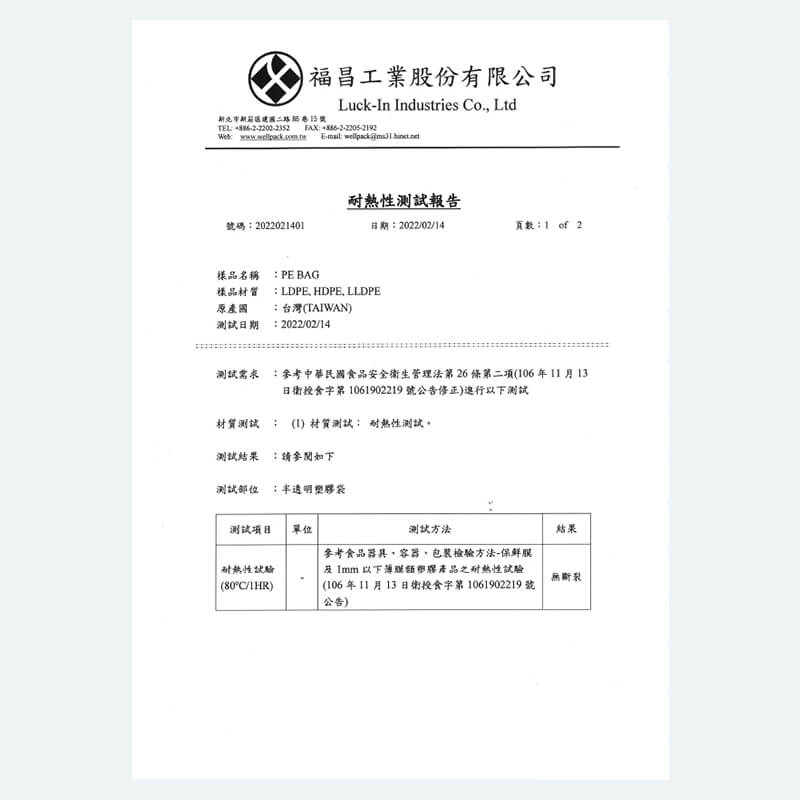 福昌工業股份有限公司
Luck-In Industries Co., Ltd
新北市新莊區建國二路 86 巷 15 號
TEL: +886-2-2202-2352 FAX: +886-2-2205-2192
Web: www.wellpack.com.tw E-mail: wellpack@ms31.hinet.net
耐熱性測試報告
號碼：2022021401 日期：2022/02/14 頁數：1 of 2
樣品名稱 ：PE BAG
樣品材質 ：LDPE, HDPE, LLDPE
原產國 ：台灣(TAIWAN)
測試日期 ：2022/02/14
測試需求 ：參考中華民國食品安全衛生管理法第 26 條第二項(106 年 11 月 13
日衛授食字第 1061902219 號公告修正)進行以下測試
材質測試 ： (1) 材質測試： 耐熱性測試。
測試結果 ：請參閱如下
測試部位 ：半透明塑膠袋
測試項目 單位 測試方法 結果
耐熱性試驗
(80°C/1HR)
-
參考食品器具、容器、包裝檢驗方法-保鮮膜
及 1mm 以下薄膜類塑膠產品之耐熱性試驗
(106 年 11 月 13 日衛授食字第 1061902219 號
公告)
無斷裂